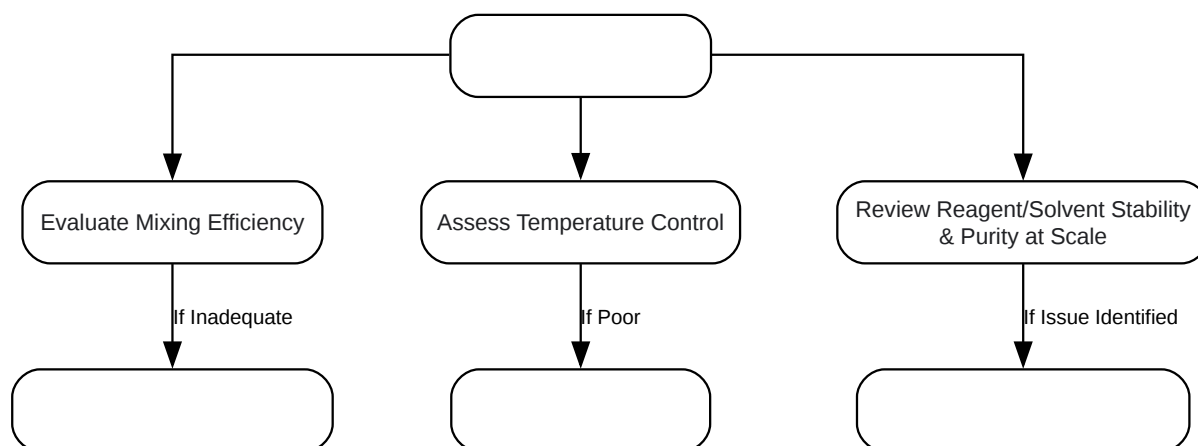 Evaluate Mixing Efficiency
Assess Temperature Control
Review Reagent/Solvent Stability
& Purity at Scale
If Inadequate
If Poor
If Issue Identified